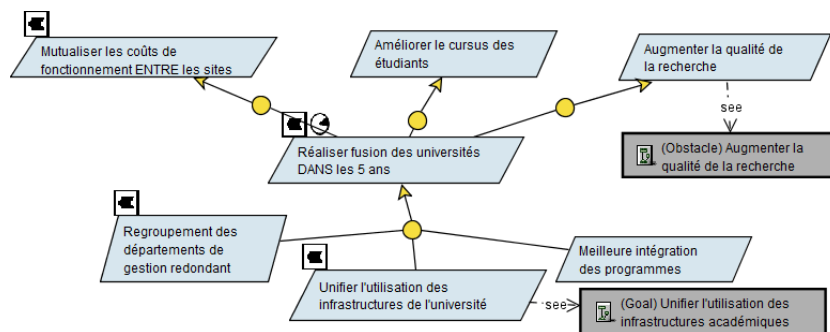 Mutualiser les coûts de
fonctionnement ENTRE les sites
Améliorer le cursus des
étudiants
Augmenter la qualité de
la recherche
see
(Obstacle) Augmenter la
qualité de la recherche
Réaliser fusion des universités
DANS les 5 ans
Regroupement des
départements de
gestion redondant
Unifier l'utilisation des
infrastructures de l'université
Meilleure intégration
des programmes
see
(Goal) Unifier l'utilisation des
infrastructures académiques